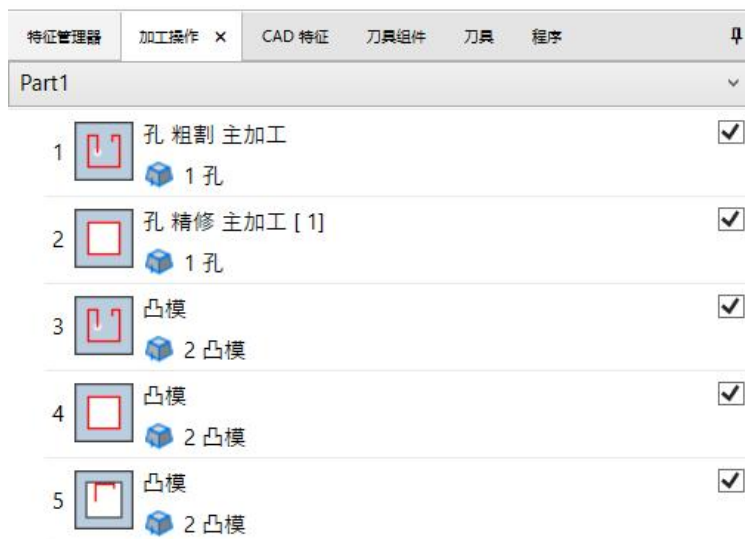 特征管理器 加工操作 × CAD 特征 刀具组件 刀具 程序
Part1
1 孔 粗割 主加工
1 孔
2 孔 精修 主加工 [ 1]
1 孔
3 凸模
2 凸模
4 凸模
2 凸模
5 凸模
2 凸模